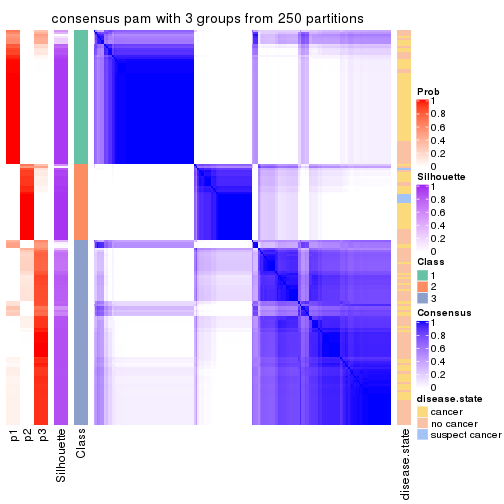 consensus pam with 3 groups from 250 partitions
Prob
1
0.8
0.6
0.4
0.2
0
Silhouette
1
0.8
0.6
0.4
0.2
0
Class
1
2
3
Consensus
1
0.8
0.6
0.4
0.2
0
disease.state
cancer
no cancer
suspect cancer
p1
p2
p3
Silhouette
Class
disease.state